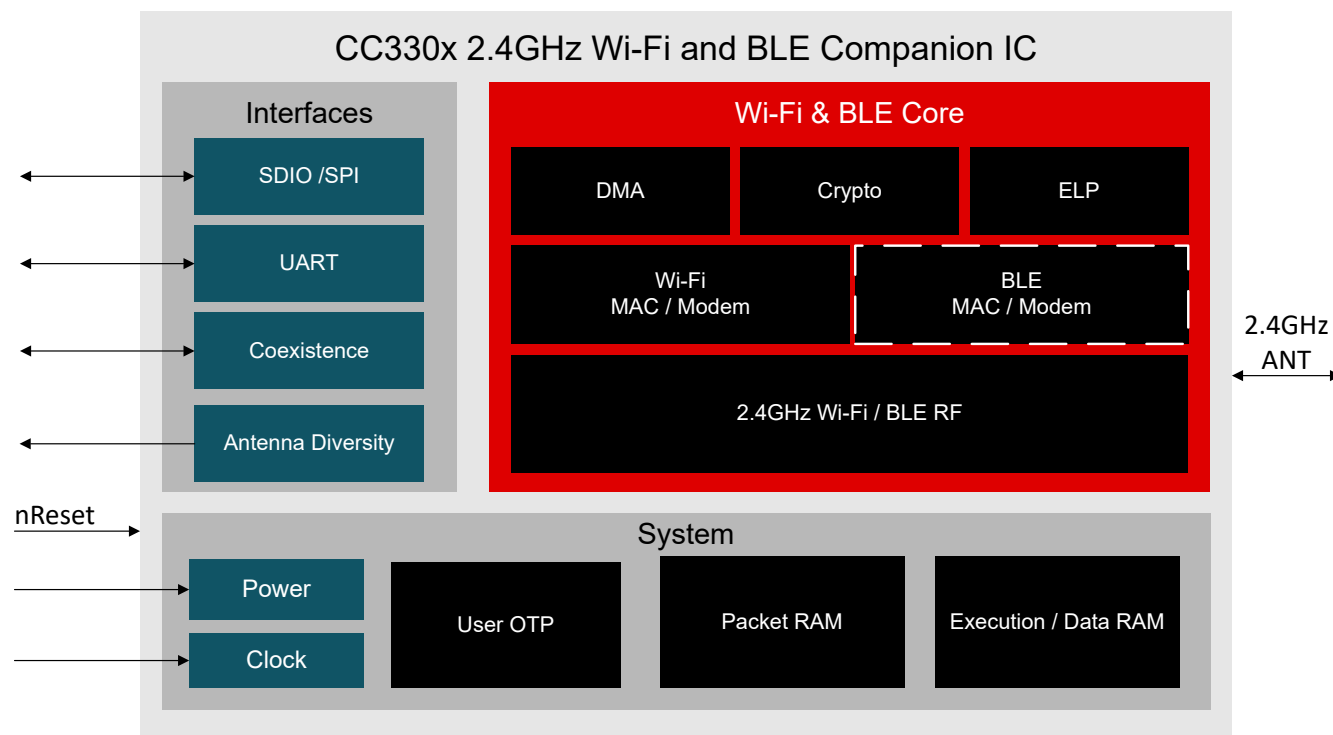 CC330x 2.4GHz Wi-Fi and BLE Companion IC
Interfaces
SDIO /SPI
UART
Coexistence
Antenna Diversity
Wi-Fi & BLE Core
DMA
Crypto
ELP
Wi-Fi
MAC / Modem
BLE
MAC / Modem
2.4GHz Wi-Fi / BLE RF
2.4GHz
ANT
nReset
System
Power
Clock
User OTP
Packet RAM
Execution / Data RAM